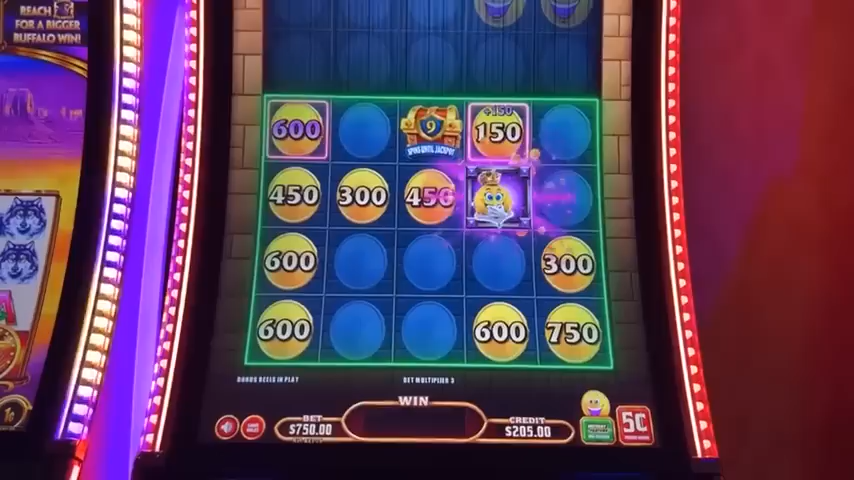 REACH
FOR A BIGGER
BUFFALO WIN!
600
9
SPINS UNTIL JACKPOT
+150
150
450
300
450
600
300
600
600
750
BONUS REELS IN PLAY
BET MULTIPLIER 3
WIN
BET
$750.00
CREDIT
$205.00
5¢
1¢